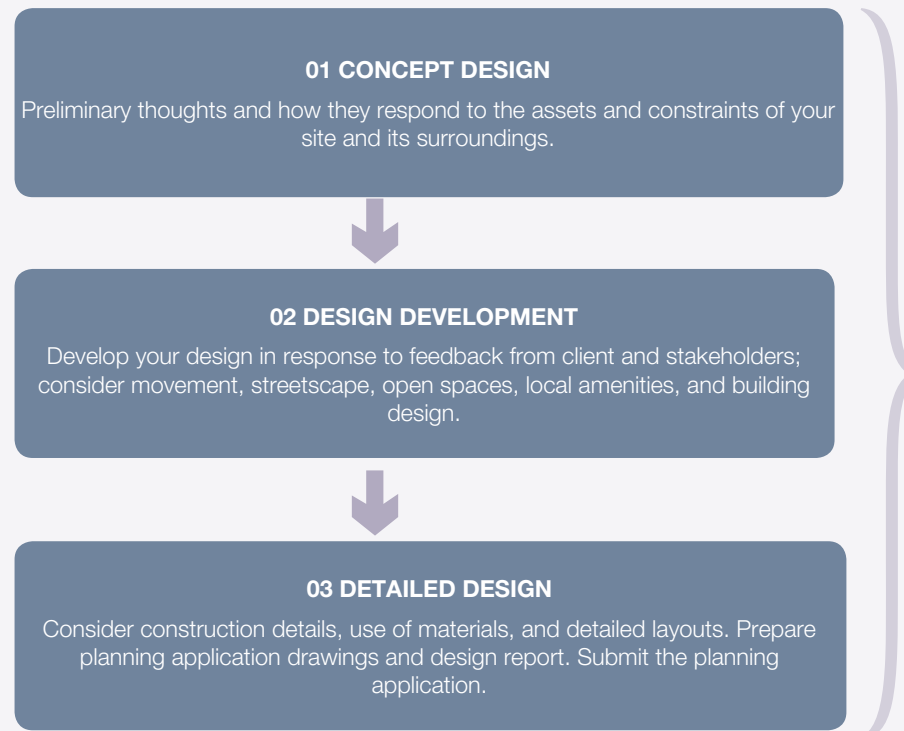 01 CONCEPT DESIGN
Preliminary thoughts and how they respond to the assets and constraints of your
site and its surroundings.
02 DESIGN DEVELOPMENT
Develop your design in response to feedback from client and stakeholders;
consider movement, streetscape, open spaces, local amenities, and building
design.
03 DETAILED DESIGN
Consider construction details, use of materials, and detailed layouts. Prepare
planning application drawings and design report. Submit the planning
application.